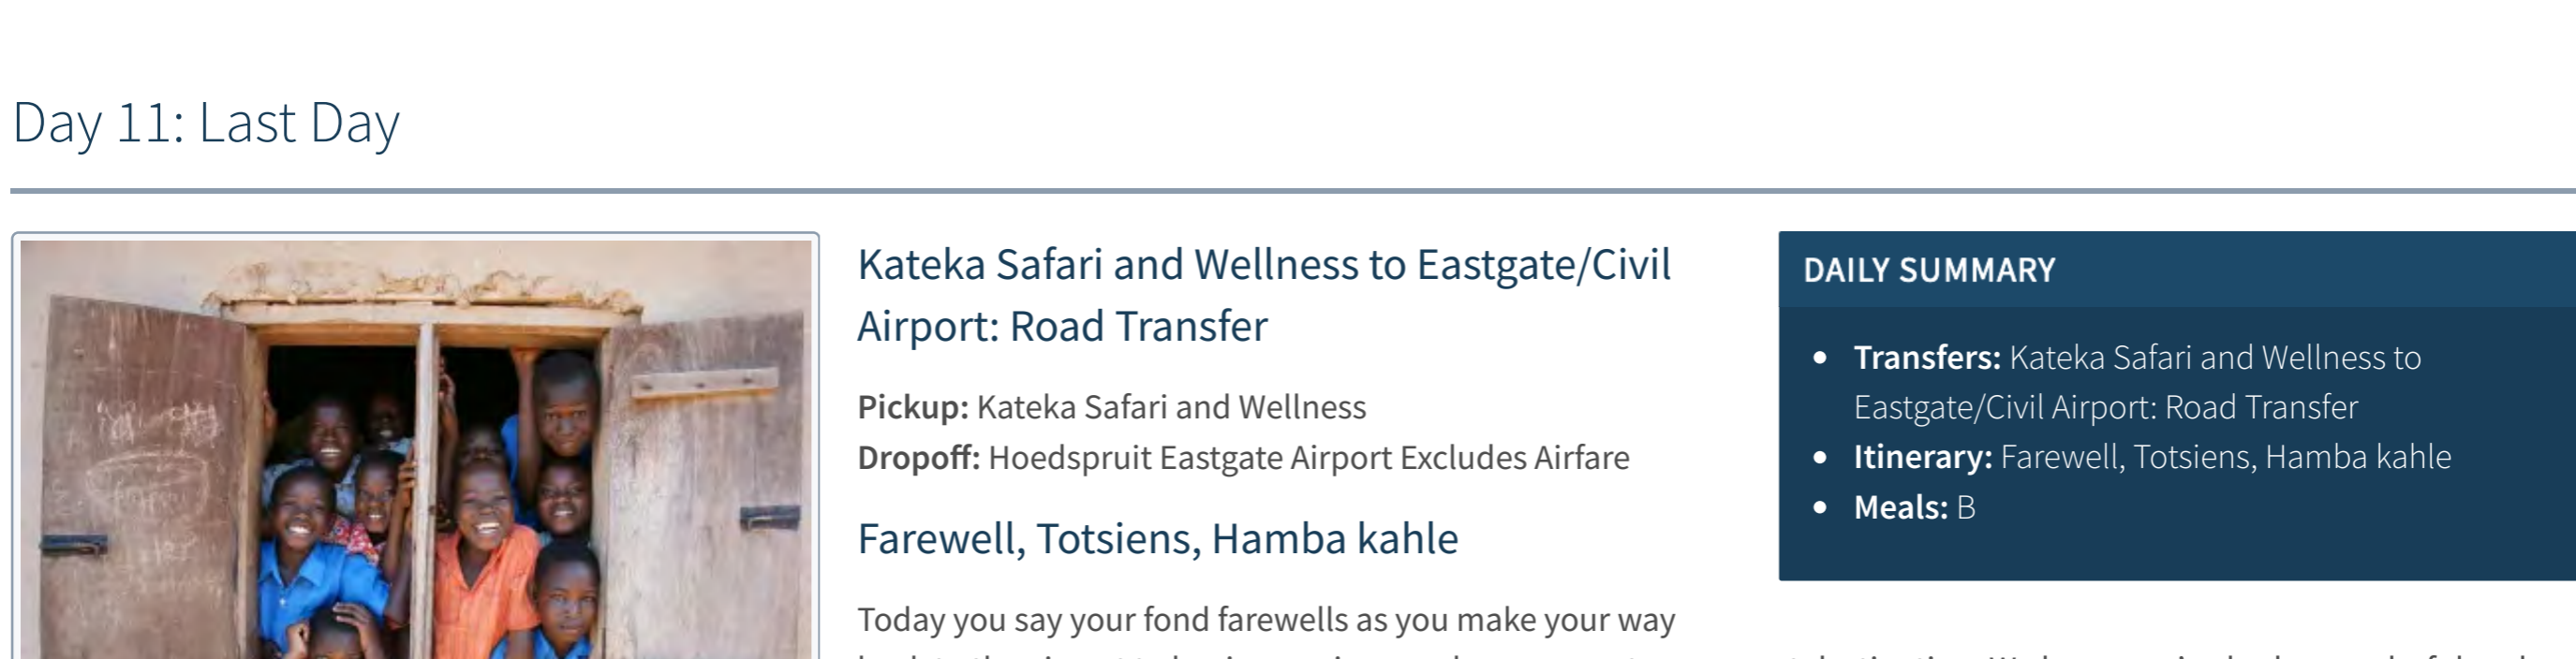 Day 11: Last Day
Kateka Safari and Wellness to Eastgate/Civil
Airport: Road Transfer
Pickup: Kateka Safari and Wellness
Dropoff: Hoedspruit Eastgate Airport Excludes Airfare
Farewell, Totsiens, Hamba kahle
Today you say your fond farewells as you make your way
DAILY SUMMARY
• Transfers: Kateka Safari and Wellness to
Eastgate/Civil Airport: Road Transfer
• Itinerary: Farewell, Totsiens, Hamba kahle
• Meals: B